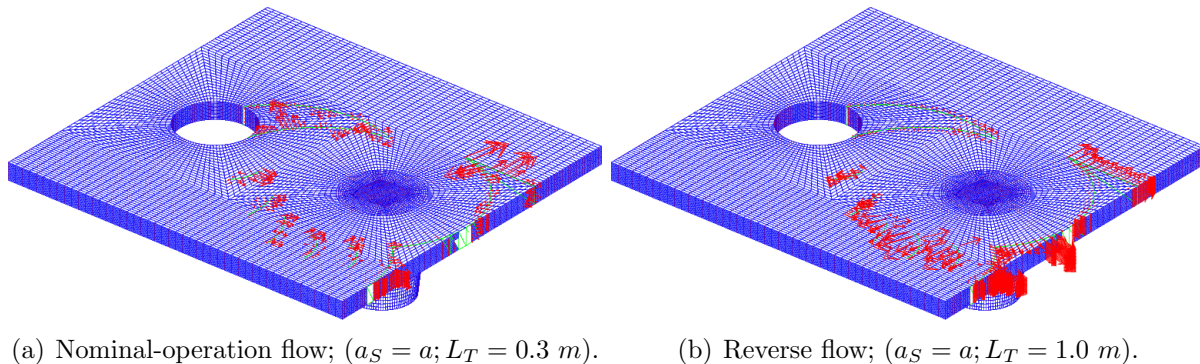 (a) Nominal-operation flow; (a_S = a; L_T = 0.3 m).
(b) Reverse flow; (a_S = a; L_T = 1.0 m).